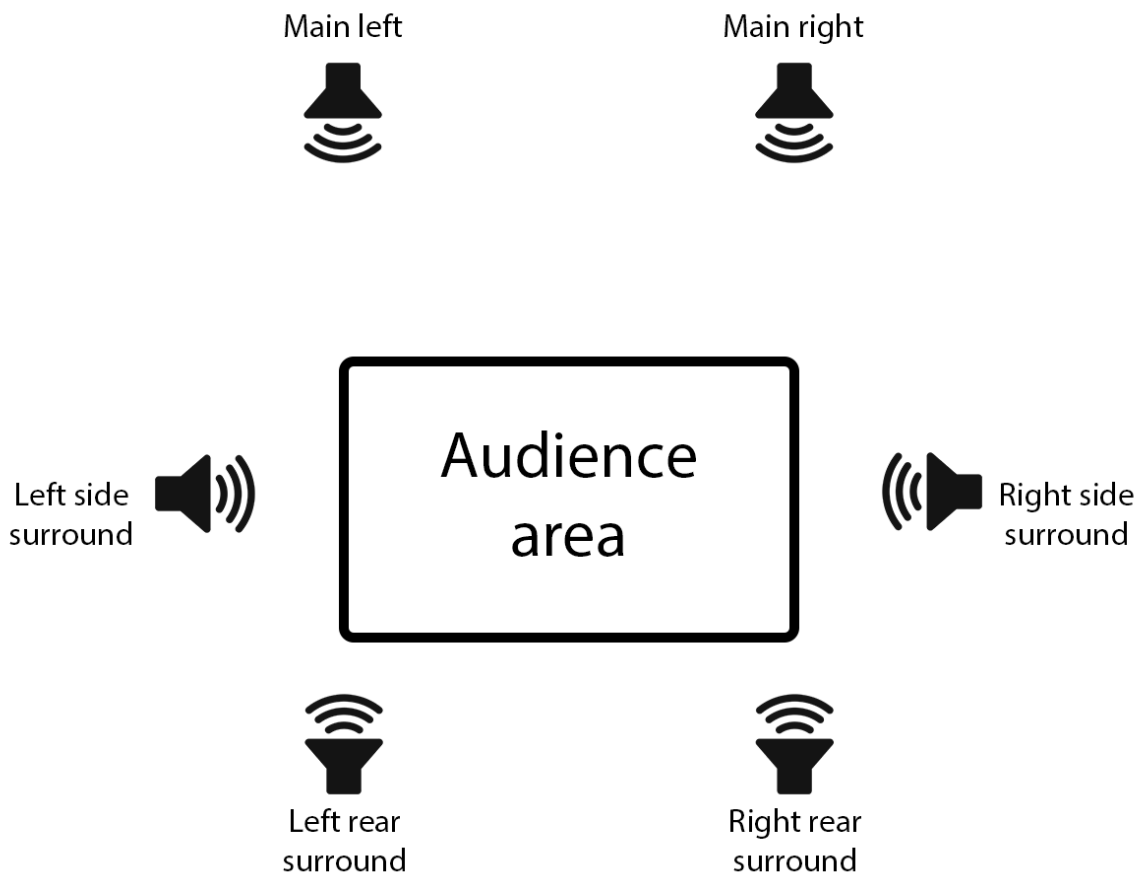 Main left
Main right
Audience
area
Left side
surround
Right side
surround
Left rear
surround
Right rear
surround